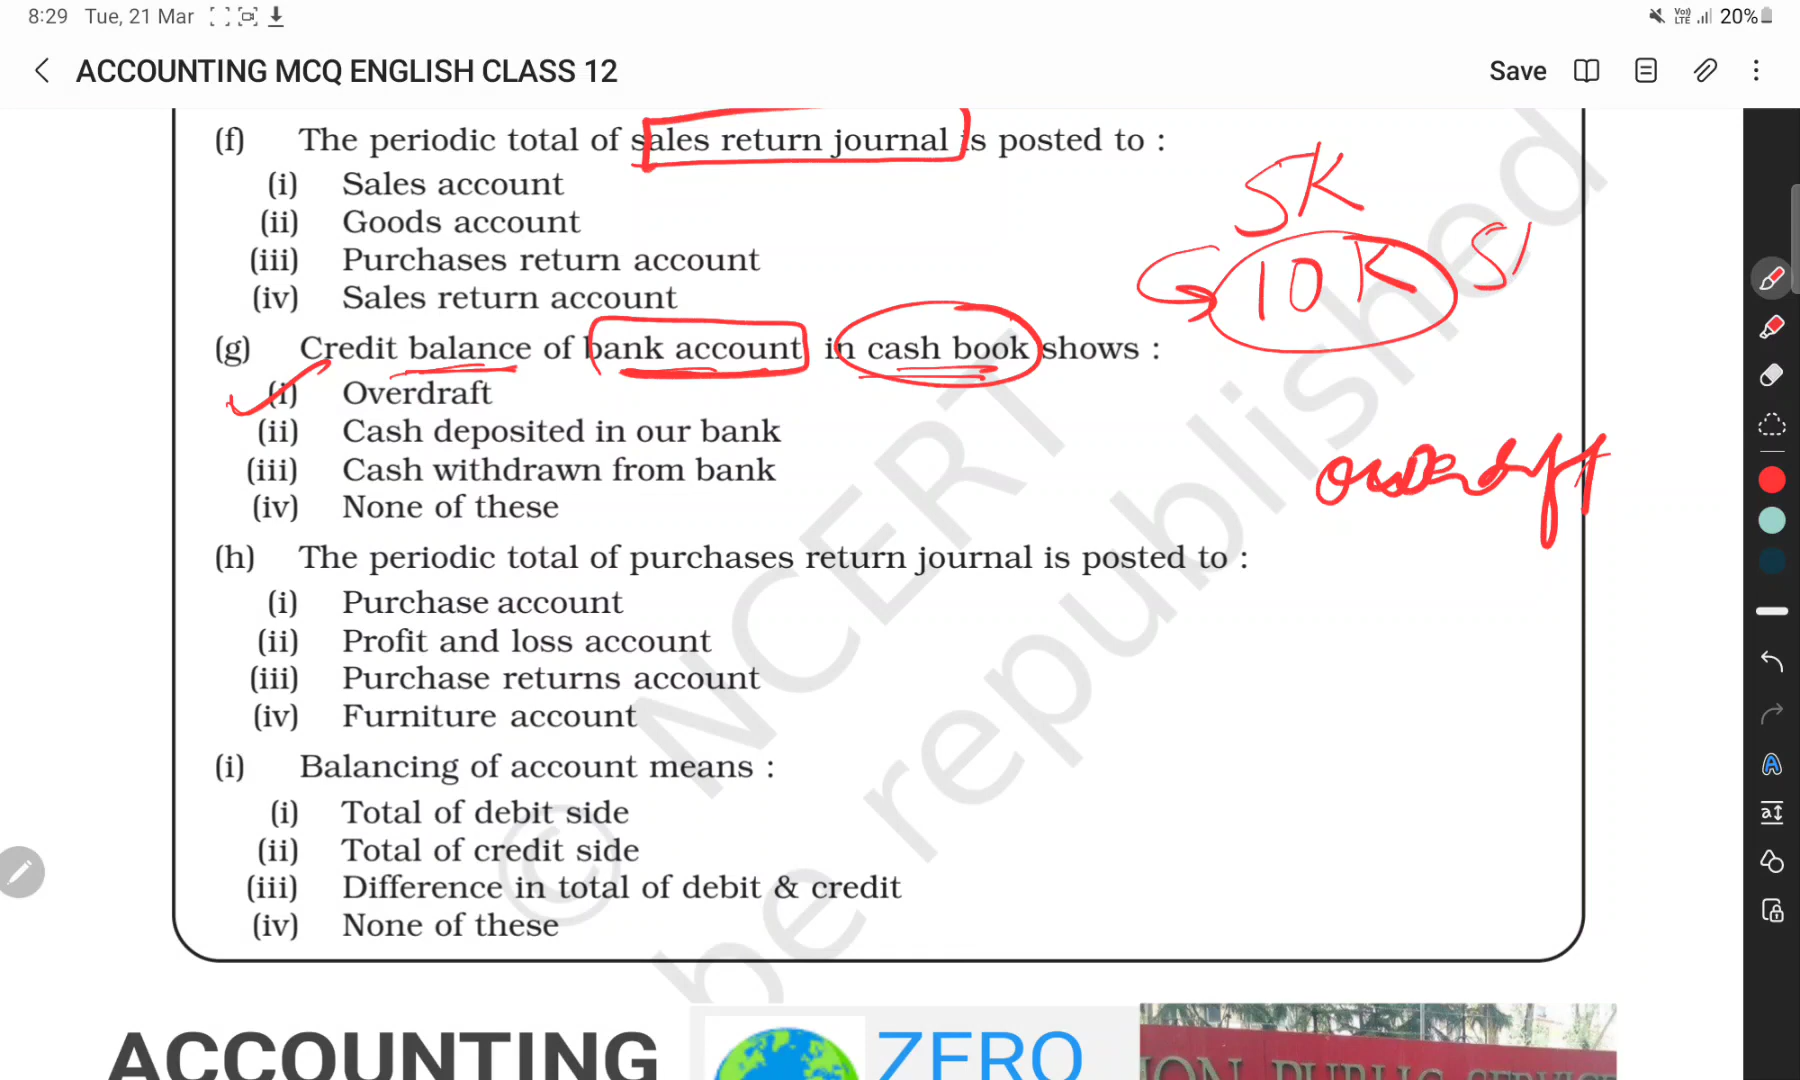 8:29 Tue, 21 Mar
Vo)) LTE 20%
ACCOUNTING MCQ ENGLISH CLASS 12
Save
(f) The periodic total of sales return journal is posted to :
(i) Sales account
(ii) Goods account
(iii) Purchases return account
(iv) Sales return account
5K
10K
(g) Credit balance of bank account in cash book shows :
(i) Overdraft
(ii) Cash deposited in our bank
(iii) Cash withdrawn from bank
(iv) None of these
(h) The periodic total of purchases return journal is posted to :
(i) Purchase account
(ii) Profit and loss account
(iii) Purchase returns account
(iv) Furniture account
(i) Balancing of account means :
(i) Total of debit side
(ii) Total of credit side
(iii) Difference in total of debit & credit
(iv) None of these
© NCERT
be republished
ACCOUNTING
ZERO
ION PUBLIC SERVICE